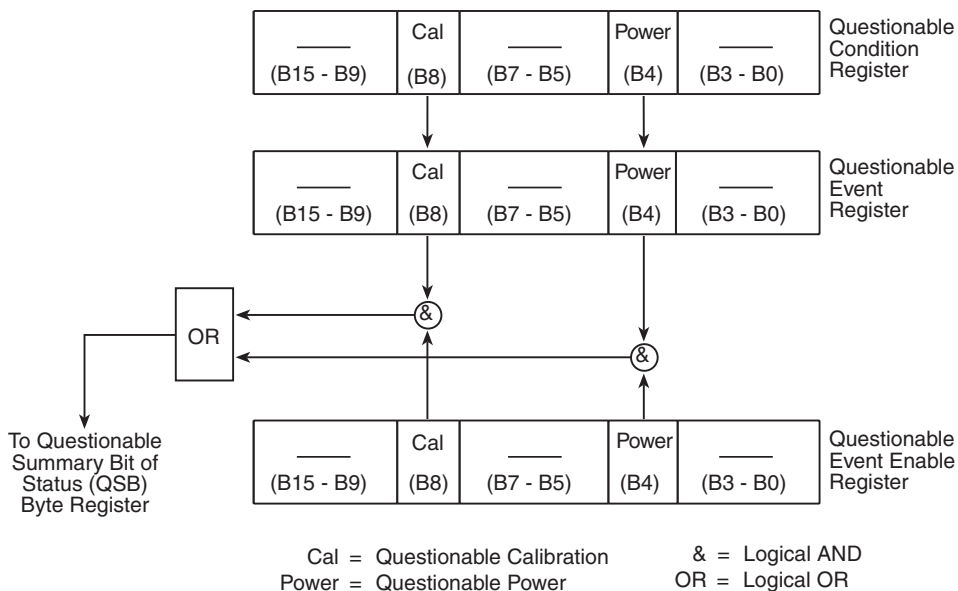 Cal Power
(B15 - B9) (B8) (B7 - B5) (B4) (B3 - B0)
Questionable
Condition
Register
Cal Power
(B15 - B9) (B8) (B7 - B5) (B4) (B3 - B0)
Questionable
Event
Register
&
OR
&
To Questionable
Summary Bit of
Status (QSB)
Byte Register
Cal Power
(B15 - B9) (B8) (B7 - B5) (B4) (B3 - B0)
Questionable
Event Enable
Register
Cal = Questionable Calibration
Power = Questionable Power
& = Logical AND
OR = Logical OR